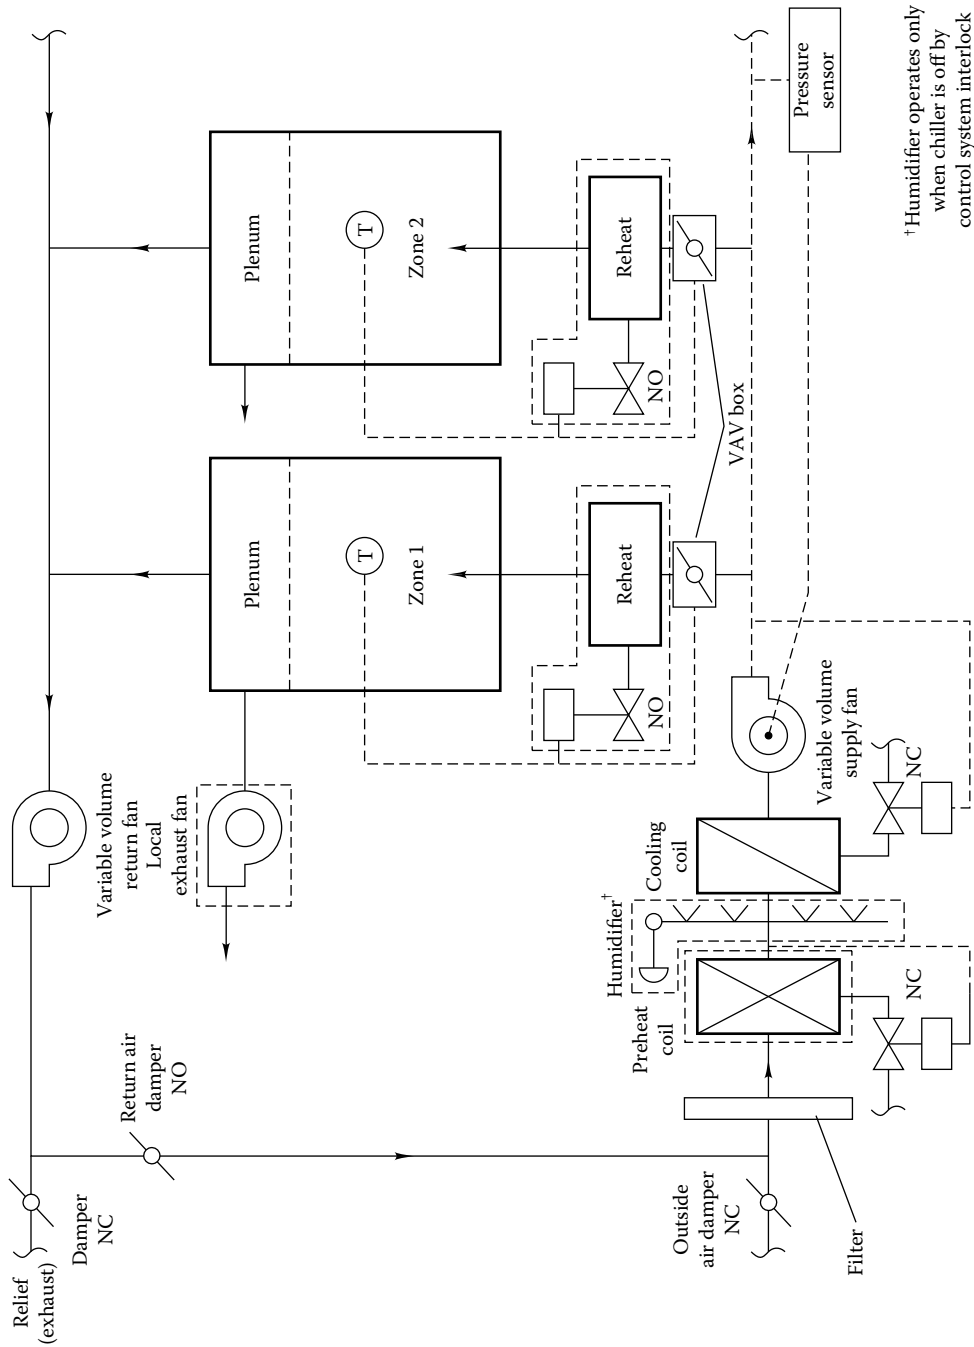 Relief
(exhaust)
Damper
NC
Return air
damper
NO
Variable volume
return fan
Local
exhaust fan
Plenum
T
Zone 1
Plenum
T
Zone 2
Outside
air damper
NC
Filter
Preheat
coil
NC
Humidifier†
Cooling
coil
NC
Variable volume
supply fan
Reheat
NO
Reheat
NO
VAV box
Pressure
sensor
†Humidifier operates only
when chiller is off by
control system interlock